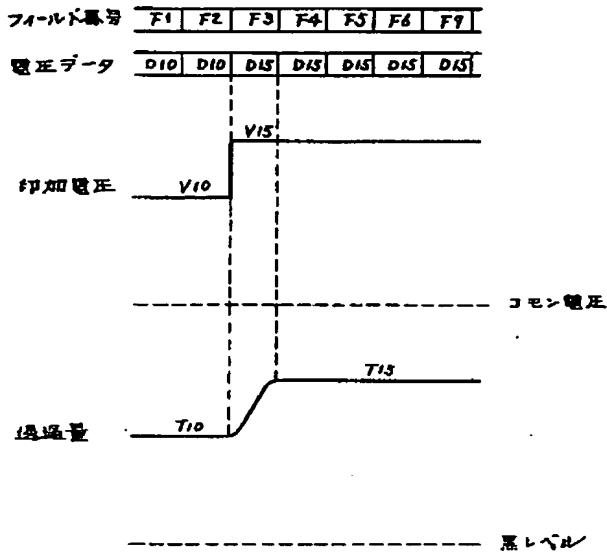 フィールド番号 F1 F2 F3 F4 F5 F6 F7
電圧データ D10 D10 D15 D15 D15 D15 D15
V15
印加電圧 V10
コモン電圧
T15
透過量 T10
黒レベル